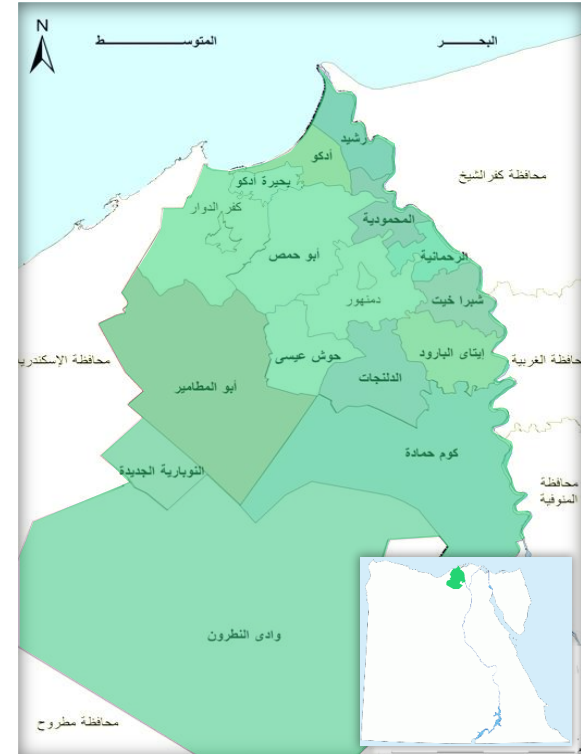 N
البحر
المتوسط
رشيد
أدكو
بحيرة أدكو
كفر الدوار
المحمودية
أبو حمص
الرحمانية
محافظة كفر الشيخ
دمنهور
شبرا خيت
حوش عيسى
إيتاى البارود
الدلنجات
محافظة الغربية
محافظة الإسكندرية
أبو المطامير
كوم حمادة
النوبارية الجديدة
محافظة
المنوفية
وادى النطرون
محافظة مطروح